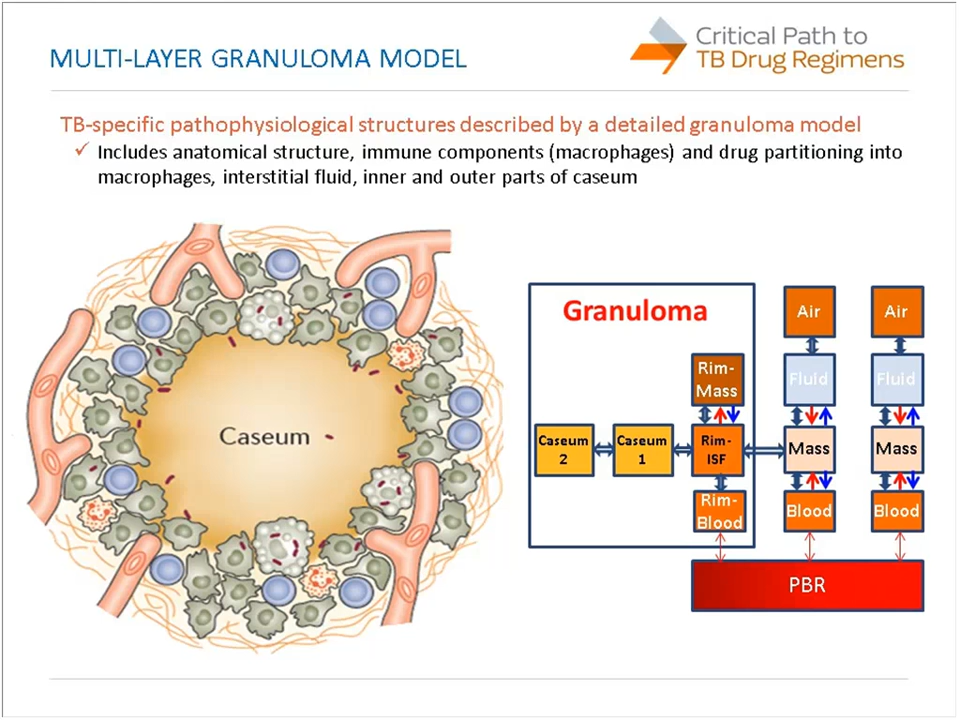 MULTI-LAYER GRANULOMA MODEL
Critical Path to
TB Drug Regimens
TB-specific pathophysiological structures described by a detailed granuloma model
✓ Includes anatomical structure, immune components (macrophages) and drug partitioning into
macrophages, interstitial fluid, inner and outer parts of caseum
Caseum
Granuloma
Rim-
Mass
Caseum
2
Caseum
1
Rim-
ISF
Rim-
Blood
Air
Fluid
Mass
Blood
Air
Fluid
Mass
Blood
PBR